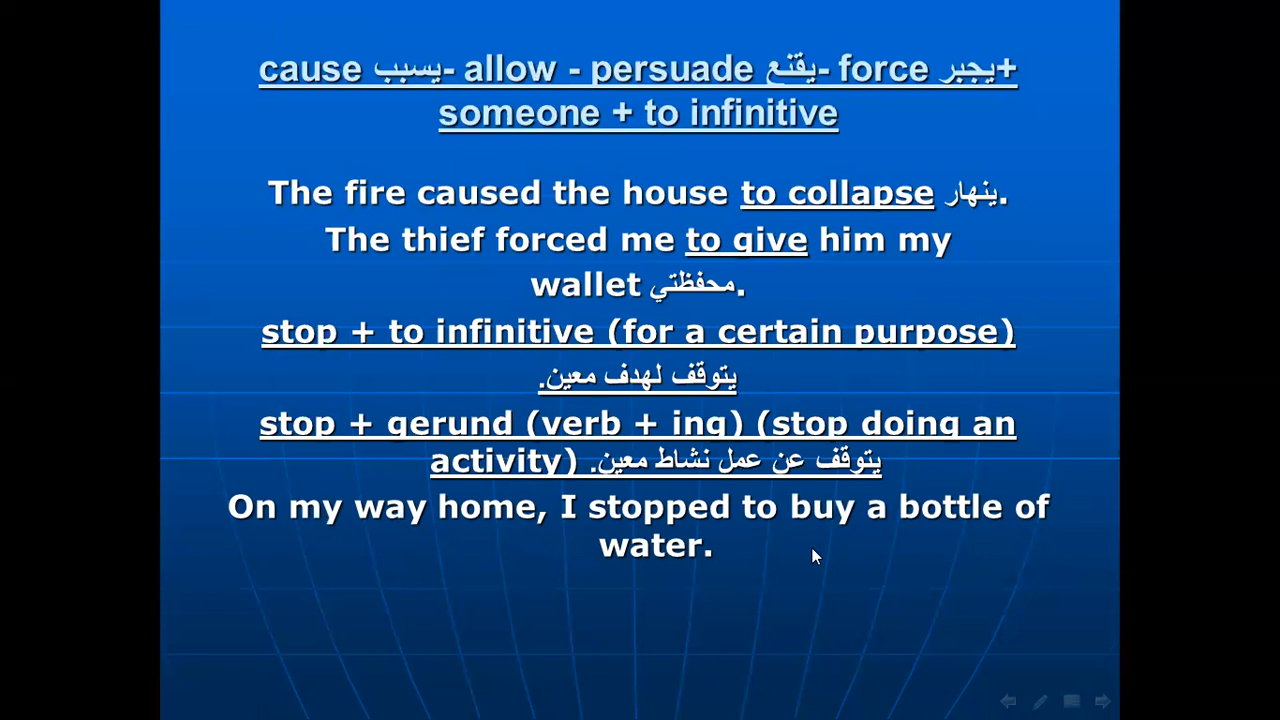 cause يسبب- allow - persuade يقنع- force يجبر+
someone + to infinitive
The fire caused the house to collapse ينهار.
The thief forced me to give him my
wallet محفظتي.
stop + to infinitive (for a certain purpose)
يتوقف لهدف معين.
stop + gerund (verb + ing) (stop doing an
activity) يتوقف عن عمل نشاط معين.
On my way home, I stopped to buy a bottle of
water.